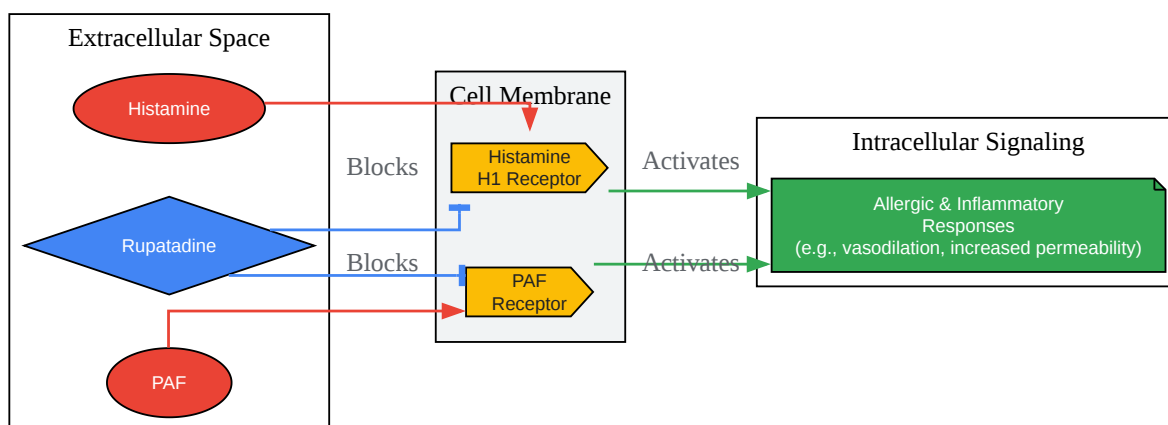 Extracellular Space
Histamine
Rupatadine
PAF
Blocks
Blocks
Cell Membrane
Histamine
H1 Receptor
PAF
Receptor
Activates
Activates
Intracellular Signaling
Allergic & Inflammatory
Responses
(e.g., vasodilation, increased permeability)